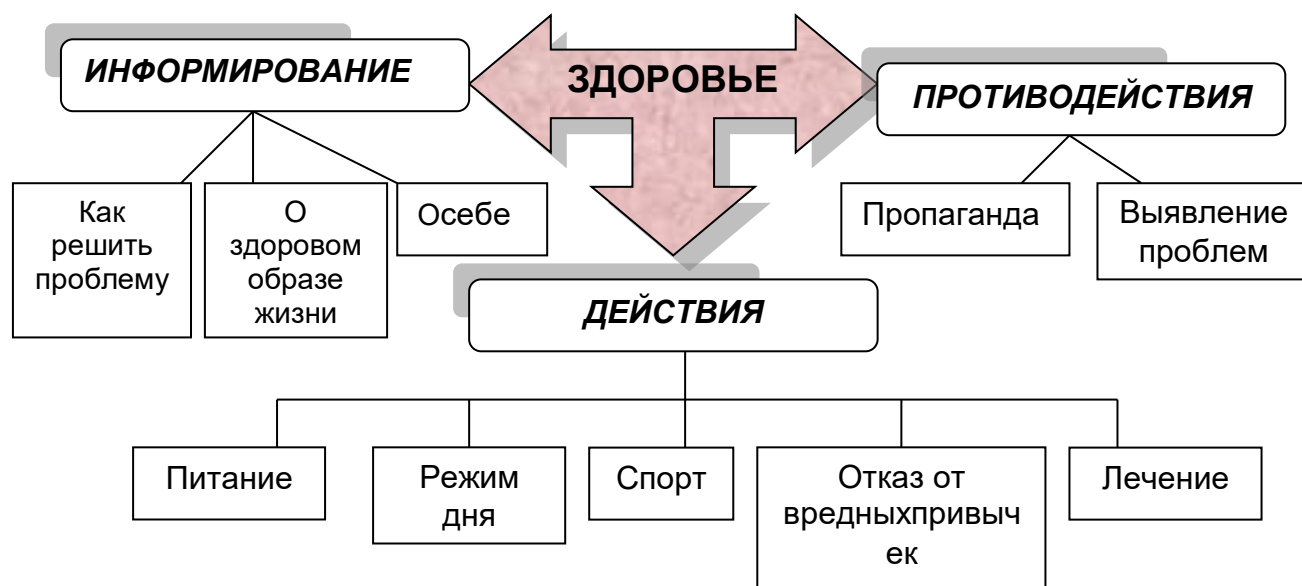 ИНФОРМИРОВАНИЕ
ЗДОРОВЬЕ
ПРОТИВОДЕЙСТВИЯ
Как
решить
проблему
О
здоровом
образе
жизни
Осебе
Пропаганда
Выявление
проблем
ДЕЙСТВИЯ
Питание
Режим
дня
Спорт
Отказ от
вредныхпривыч
ек
Лечение